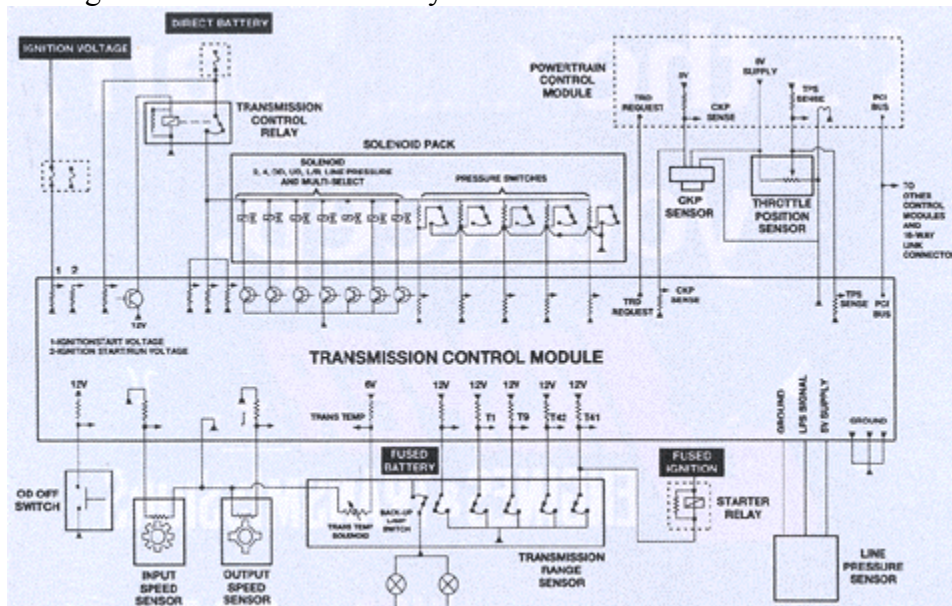 DIRECT BATTERY
IGNITION VOLTAGE
TRANSMISSION
CONTROL
RELAY
SOLENOID PACK
SOLENOID
AND MULTI-SELECT
PRESSURE SWITCHES
POWERTRAIN
CONTROL
MODULE
TRD
REQUEST
CKP
SENSE
SUPPLY
TPS
SENSE
PCI
BUS
CKP
SENSOR
THROTTLE
POSITION
SENSOR
TO
OTHER
CONTROL
MODULES
AND
16-WAY
LINK
CONNECTOR
1
2
12V
1-IGNITION/START VOLTAGE
2-IGNITION START/RUN VOLTAGE
TRD
REQUEST
CKP
SENSE
TPS
SENSE
PCI
BUS
TRANSMISSION CONTROL MODULE
12V
TRANS TEMP
12V
12V
12V
12V
12V
T1
T42
T41
GROUND
LPS SIGNAL
5V SUPPLY
GROUND
FUSED
BATTERY
FUSED
IGNITION
OD OFF
SWITCH
INPUT
SPEED
SENSOR
OUTPUT
SPEED
SENSOR
TRANS TEMP
SOLENOID
BACK-UP
LAMP
SWITCH
TRANSMISSION
RANGE
SENSOR
STARTER
RELAY
LINE
PRESSURE
SENSOR